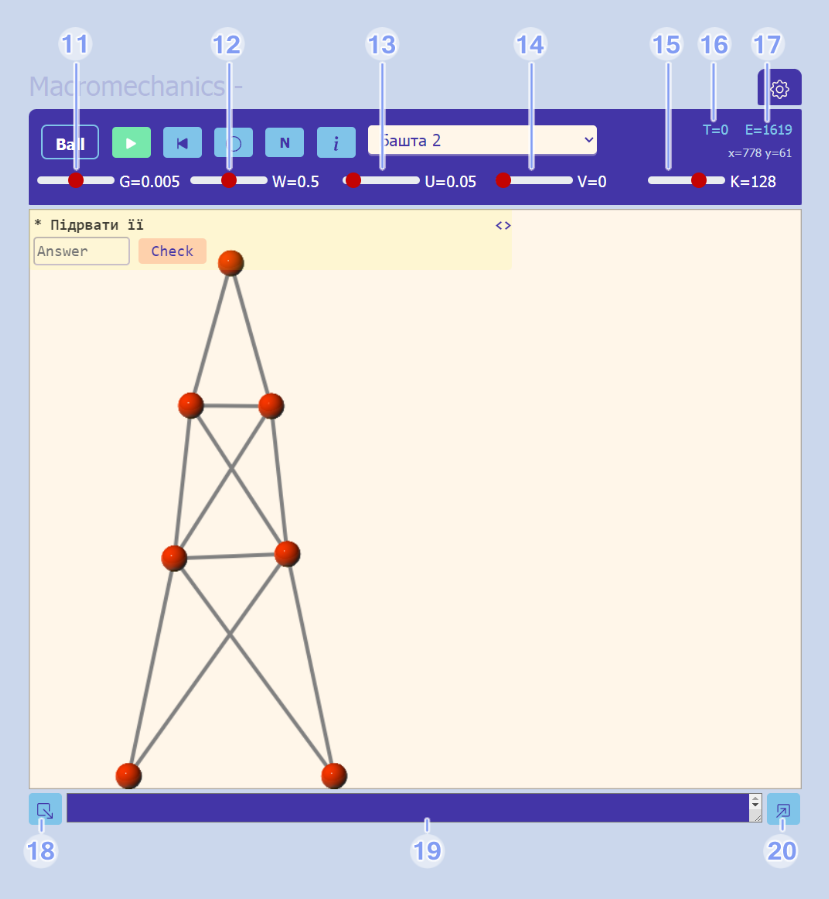 11 12 13 14 15 16 17
Macromechanics -
Ball N i Башта 2 T=0 E=1619
x=778 y=61
G=0.005 W=0.5 U=0.05 V=0 K=128
* Підрвати її <>
Answer Check
18 19 20